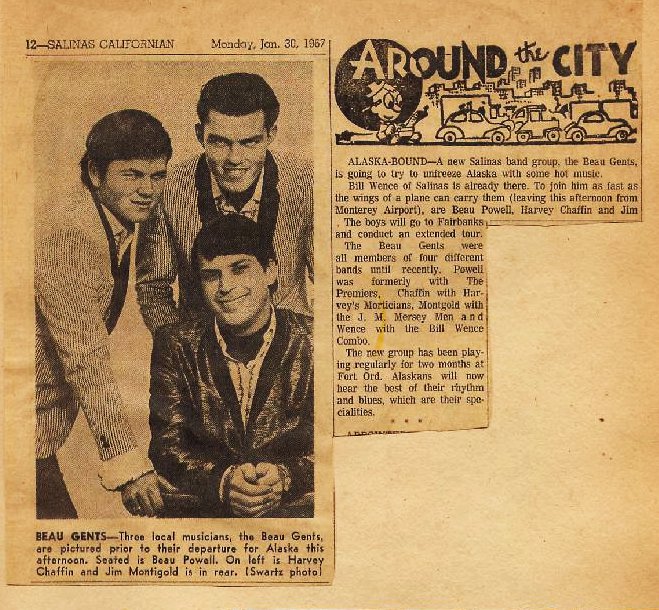 12—SALINAS CALIFORNIAN Monday, Jan. 30, 1967
BEAU GENTS—Three local musicians, the Beau Gents,
are pictured prior to their departure for Alaska this
afternoon. Seated is Beau Powell. On left is Harvey
Chaffin and Jim Montigold is in rear. (Swartz photo)
AROUND the CITY
ALASKA-BOUND—A new Salinas band group, the Beau Gents,
is going to try to unfreeze Alaska with some hot music.
Bill Wence of Salinas is already there. To join him as fast as
the wings of a plane can carry them (leaving this afternoon from
Monterey Airport), are Beau Powell, Harvey Chaffin and Jim
. The boys will go to Fairbanks
and conduct an extended tour.
The Beau Gents were
all members of four different
bands until recently. Powell
was formerly with The
Premiers, Chaffin with Har-
vey's Morticians, Montgold with
the J. M. Mersey Men and
Wence with the Bill Wence
Combo.
The new group has been play-
ing regularly for two months at
Fort Ord. Alaskans will now
hear the best of their rhythm
and blues, which are their spe-
cialities.
* * *